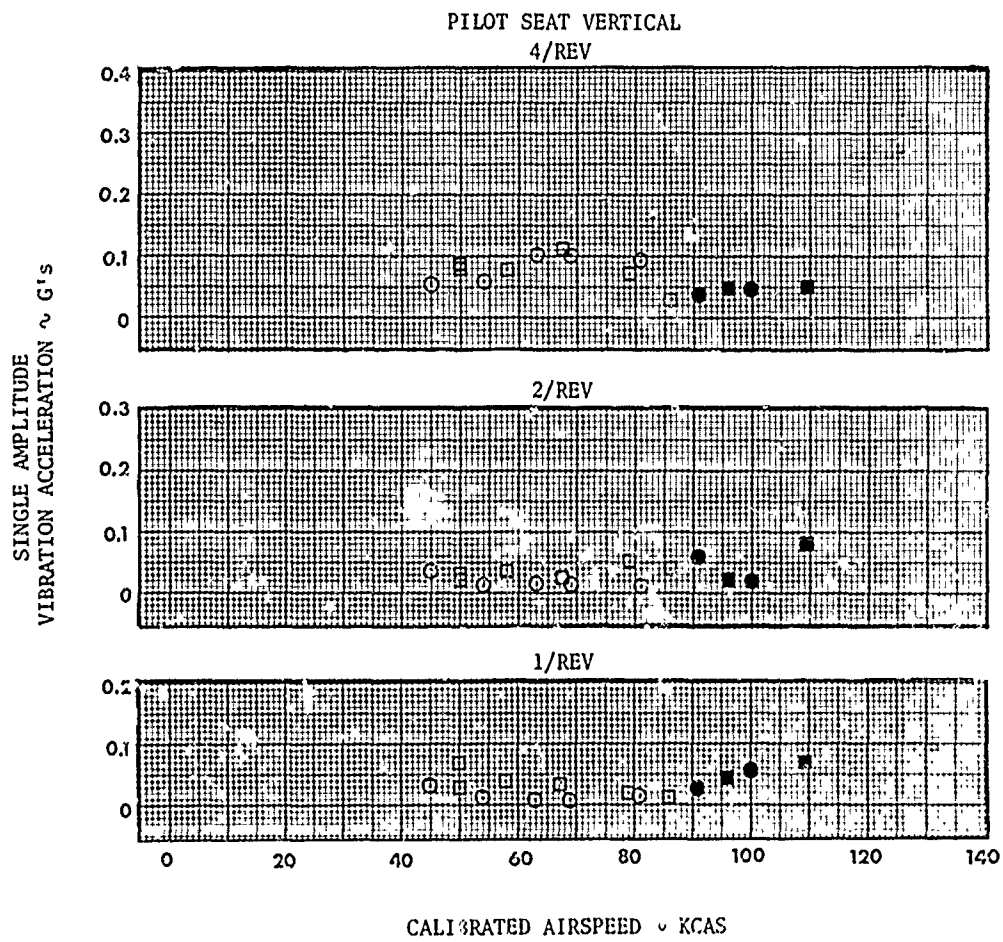 PILOT SEAT VERTICAL
4/REV
0.4
0.3
0.2
0.1
0
2/REV
0.3
0.2
0.1
0
SINGLE AMPLITUDE
VIBRATION ACCELERATION ~ G's
1/REV
0.2
0.1
0
0 20 40 60 80 100 120 140
CALIBRATED AIRSPEED ~ KCAS